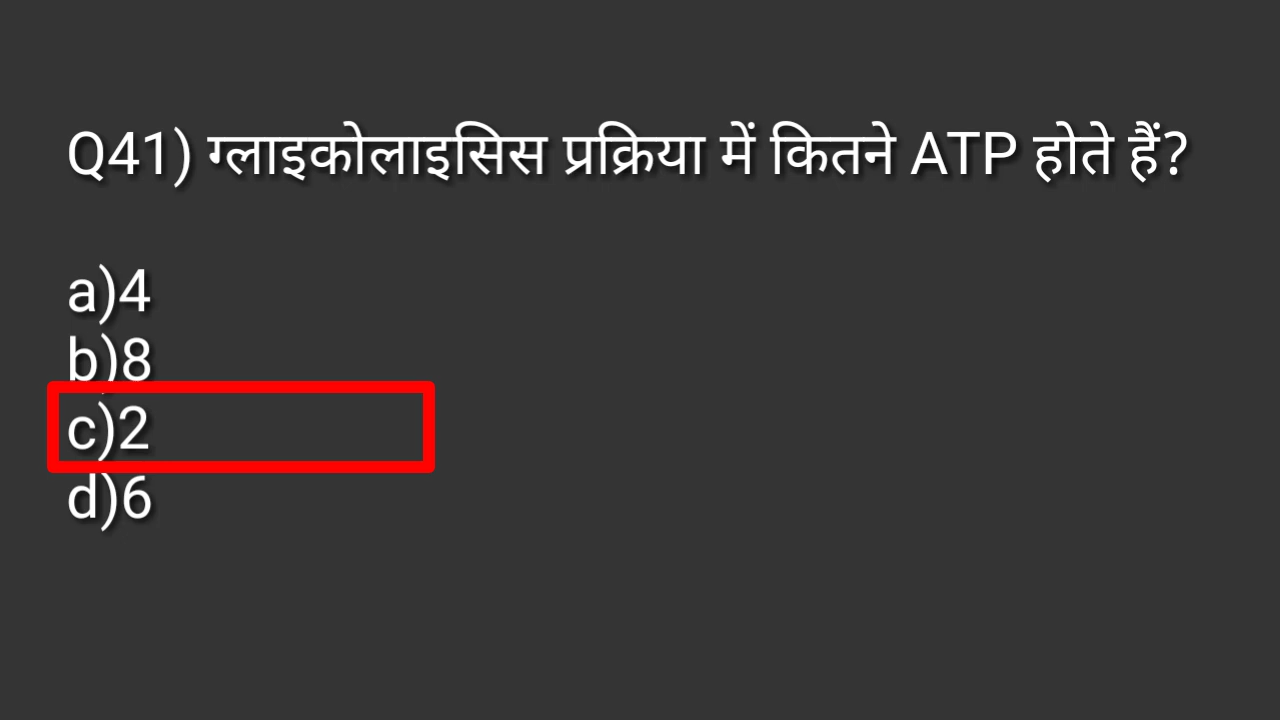 Q41) ग्लाइकोलाइसिस प्रक्रिया में कितने ATP होते हैं?
a)4
b)8
c)2
d)6